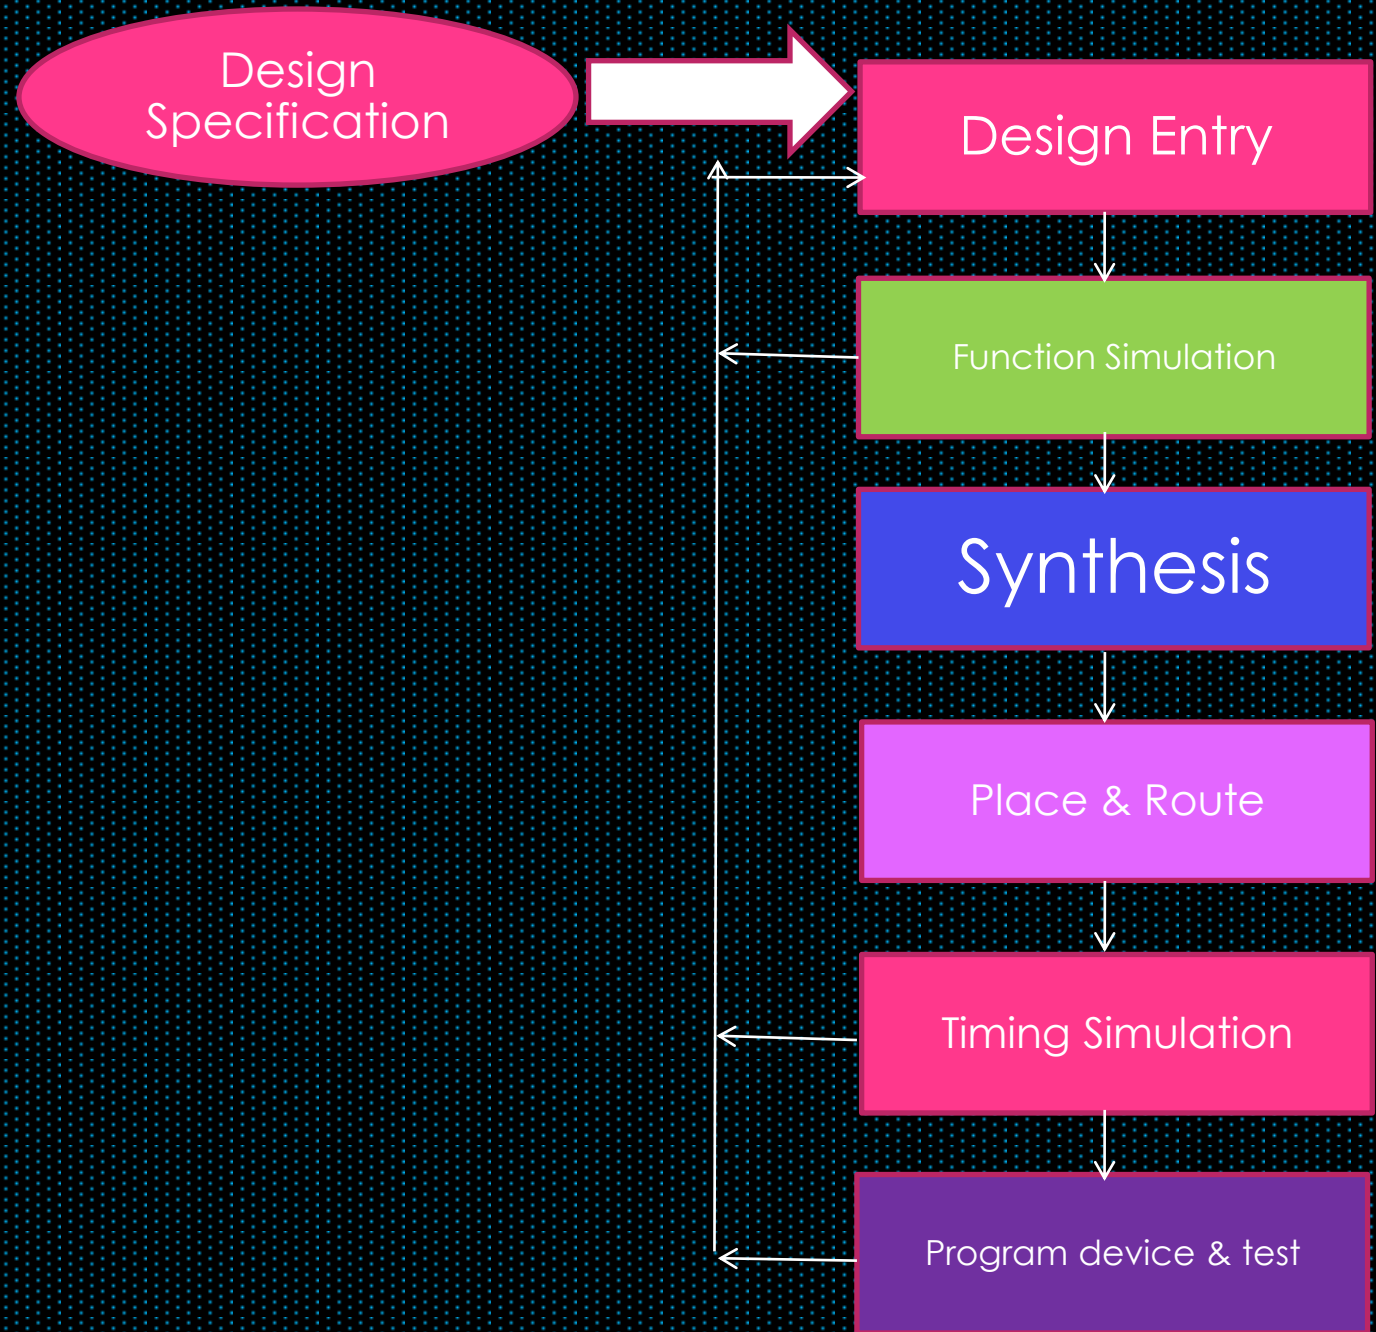 Design
Specification
Design Entry
Function Simulation
Synthesis
Place & Route
Timing Simulation
Program device & test